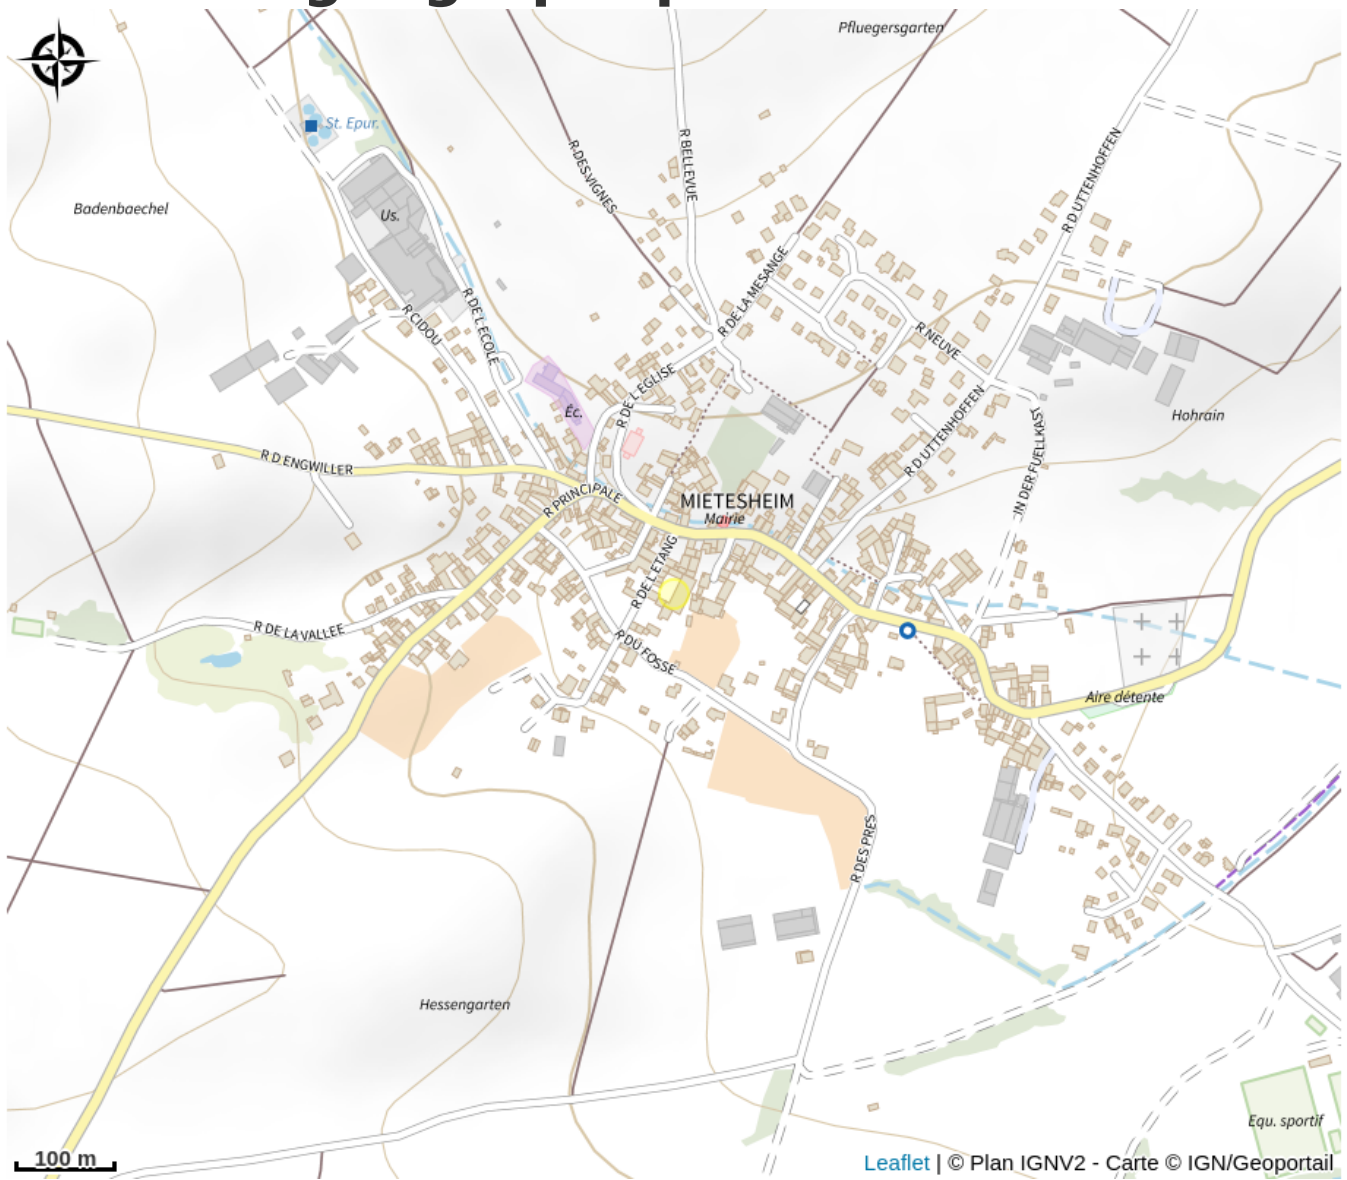 Pfluegersgarten
St. Epur.
R DES VIGNES
R BELLEVUE
R D UTTENHOFFEN
Badenbaechel
Us.
R DE LA MESANGE
R CIDOU
R DE L'ECOLE
R NEUVE
R DE L'EGLISE
Éc.
Hohrain
R D UTTENHOFFEN
IN DER FUELLKAST
R D ENGWILLER
R PRINCIPALE
MIETESHEIM
Mairie
R DE L'ETANG
R DE LA VALLEE
R DU FOSSE
Aire détente
R DES PRES
Hessengarten
Equ. sportif
100 m
Leaflet | © Plan IGNV2 - Carte © IGN/Geoportail